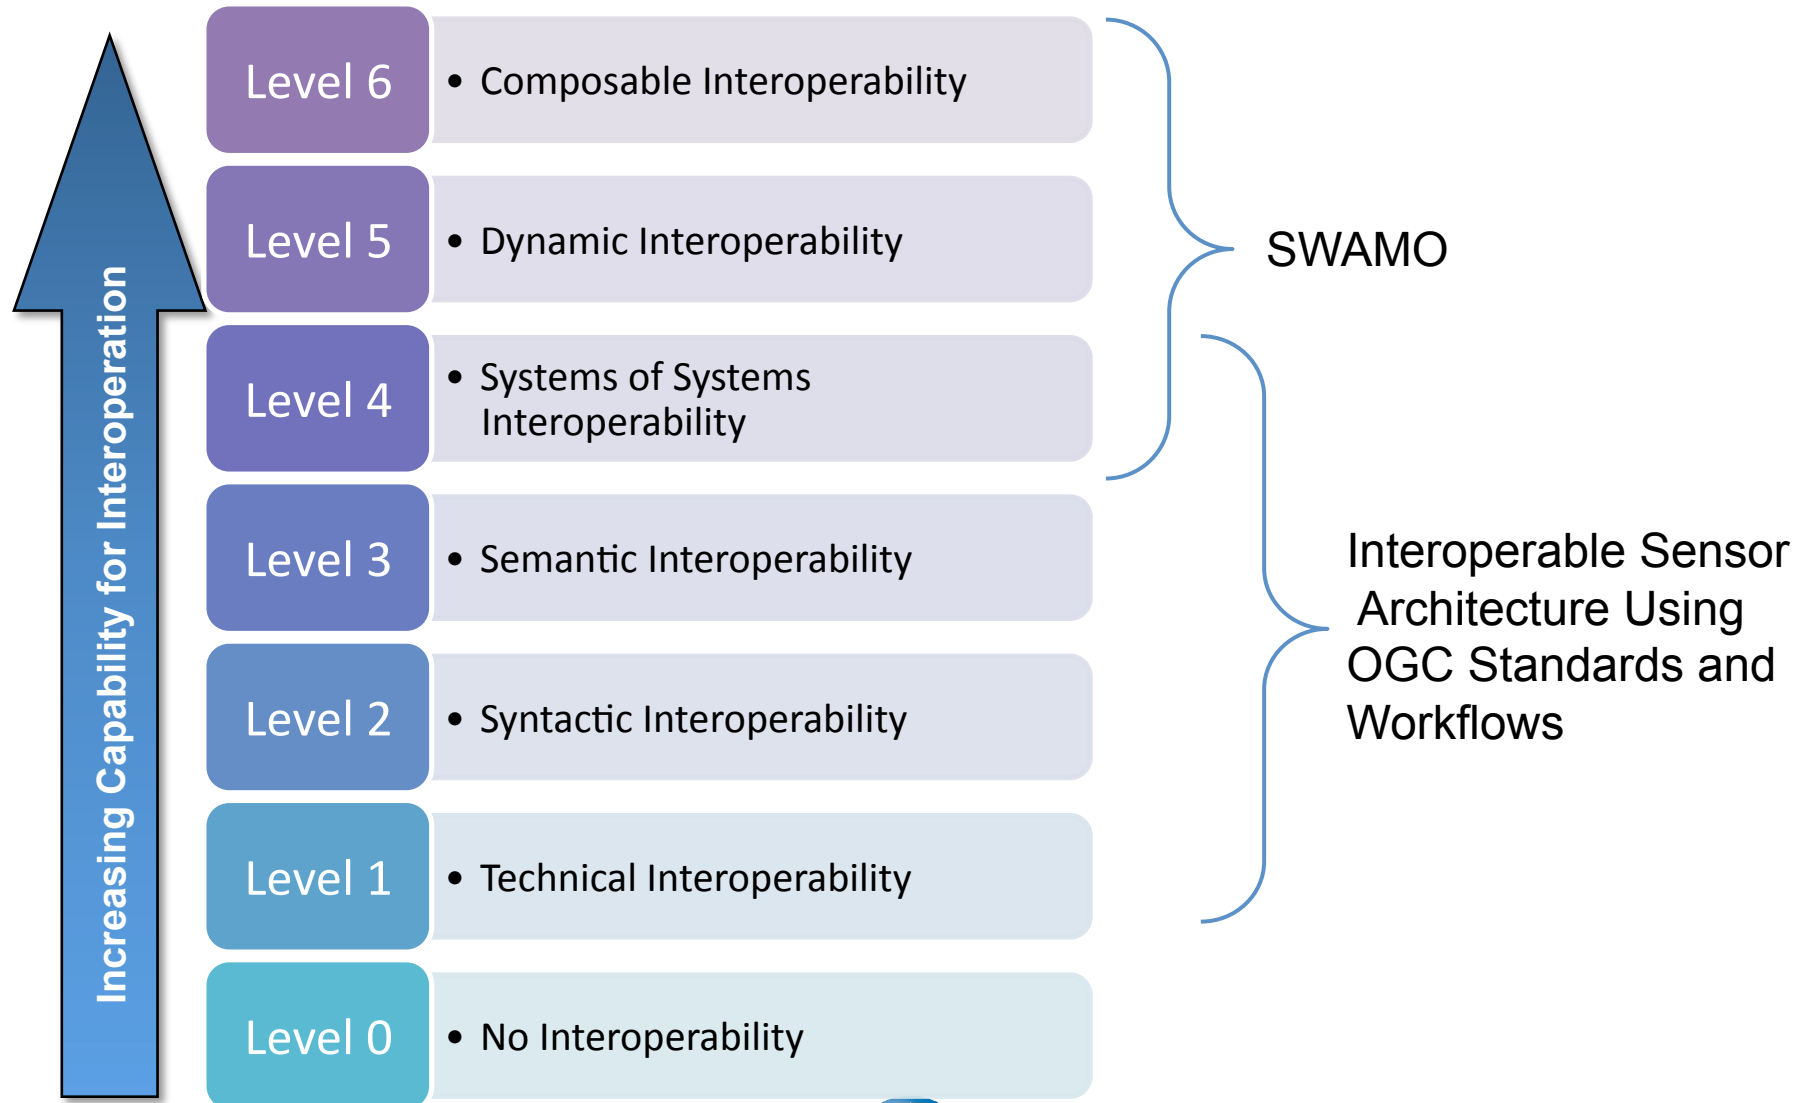 Increasing Capability for Interoperation
Level 6
• Composable Interoperability
Level 5
• Dynamic Interoperability
Level 4
• Systems of Systems
Interoperability
Level 3
• Semantic Interoperability
Level 2
• Syntactic Interoperability
Level 1
• Technical Interoperability
Level 0
• No Interoperability
SWAMO
Interoperable Sensor
Architecture Using
OGC Standards and
Workflows